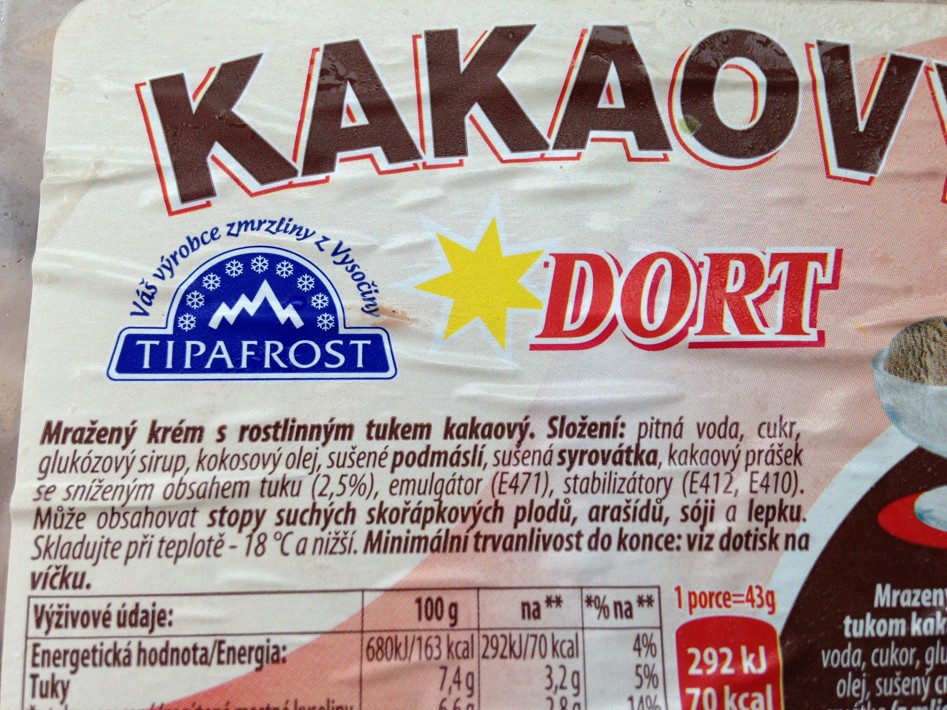 KAKAOV
Váš výrobce zmrzliny z Vysočiny
TIPAFROST
DORT
Mražený krém s rostlinným tukem kakaový. Složení: pitná voda, cukr,
glukózový sirup, kokosový olej, sušené podmáslí, sušená syrovátka, kakaový prášek
se sníženým obsahem tuku (2,5%), emulgátor (E471), stabilizátory (E412, E410).
Může obsahovat stopy suchých skořápkových plodů, arašídů, sóji a lepku.
Skladujte při teplotě - 18 °C a nižší. Minimální trvanlivost do konce: viz dotisk na
víčku.
Výživové údaje: 100 g na ** *% na ** 1 porce=43g
Energetická hodnota/Energia: 680kJ/163 kcal 292kJ/70 kcal 4% 292 kJ
Tuky 7,4 g 3,2 g 5% 70 kcal
14%
Mrazen
tukom kak
voda, cukor, glu
olej, sušený